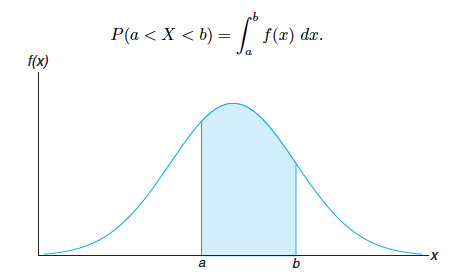 P(a < X < b) = ∫_a^b f(x) dx.
f(x)
a b x